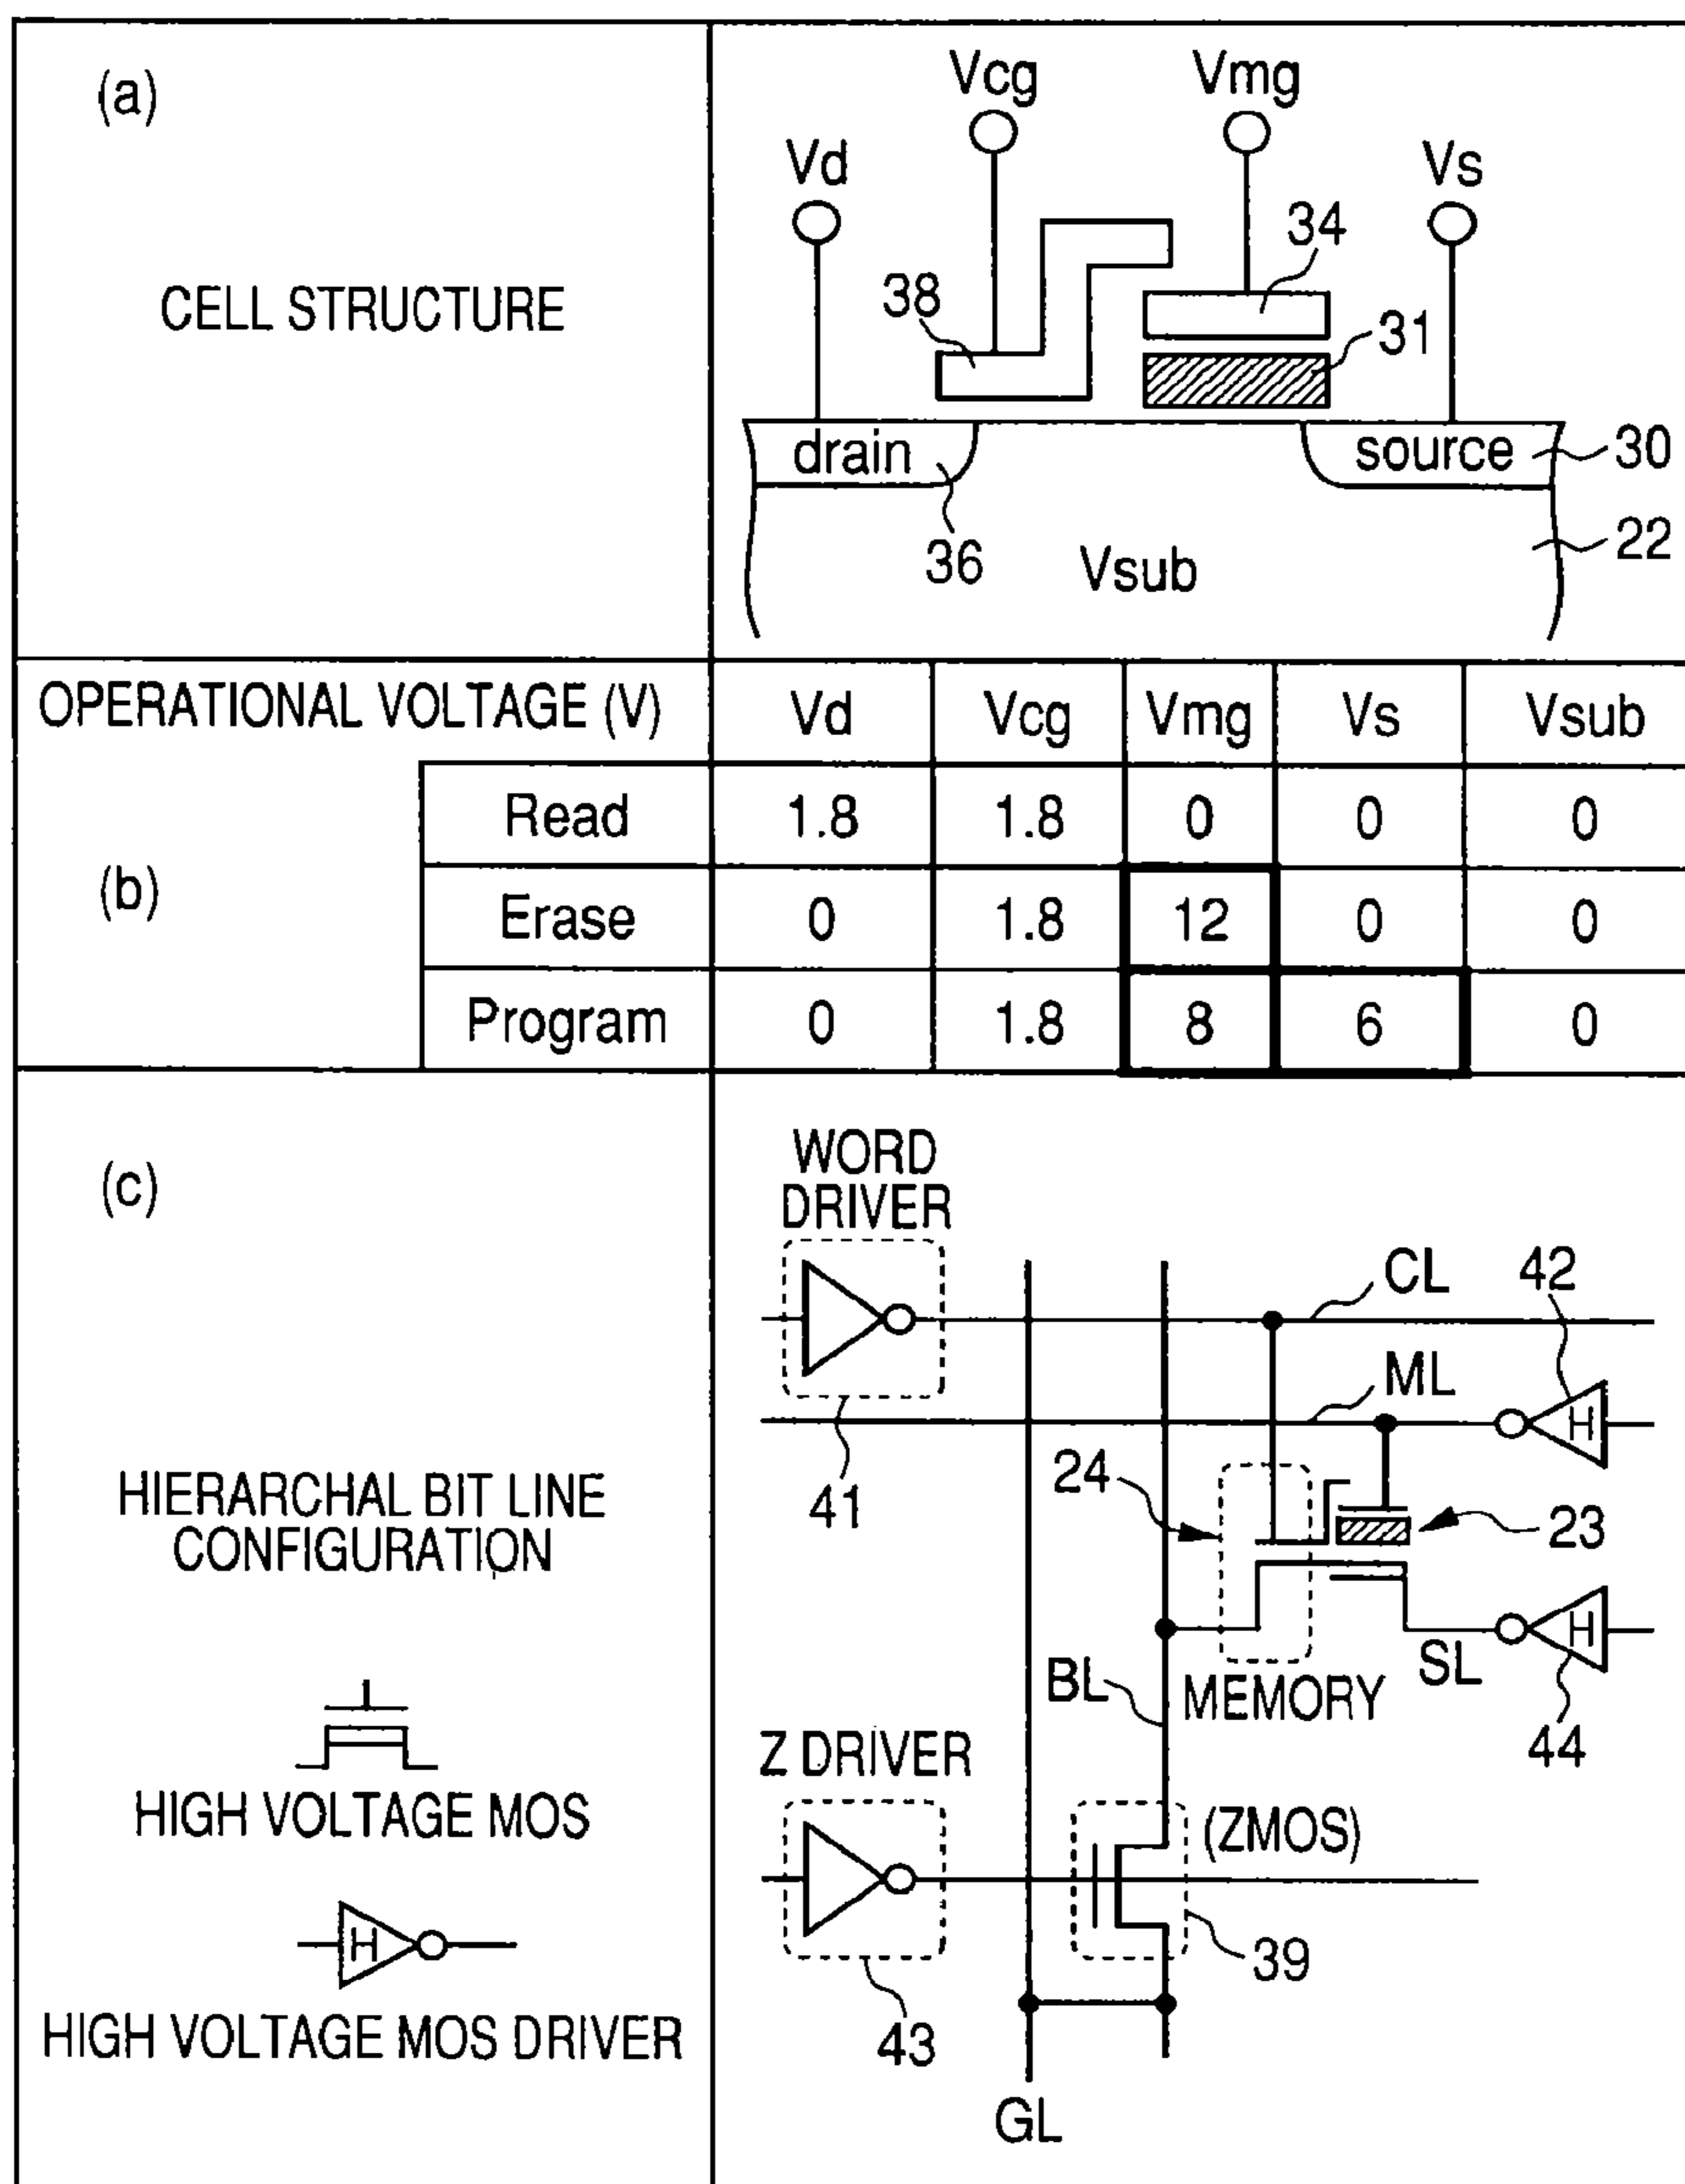 (a)
CELL STRUCTURE
Vcg
Vmg
Vd
Vs
34
38
31
drain
source
30
36
Vsub
22
OPERATIONAL VOLTAGE (V) Vd Vcg Vmg Vs Vsub
(b)
Read 1.8 1.8 0 0 0
Erase 0 1.8 12 0 0
Program 0 1.8 8 6 0
(c)
HIERARCHAL BIT LINE
CONFIGURATION
HIGH VOLTAGE MOS
H
HIGH VOLTAGE MOS DRIVER
WORD
DRIVER
CL
42
ML
H
41
24
23
H
SL
BL
MEMORY
44
Z DRIVER
(ZMOS)
39
43
GL